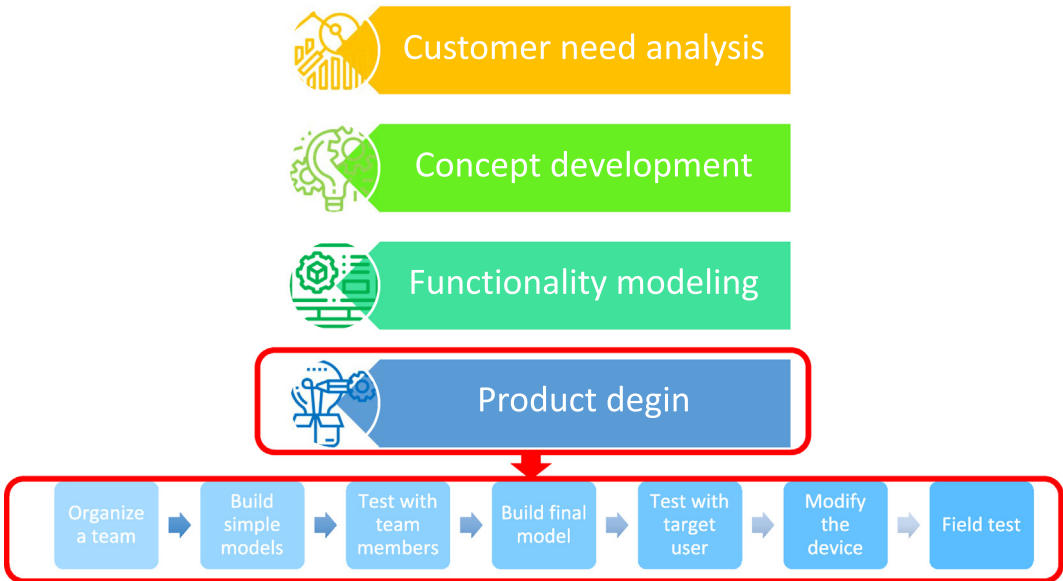 Customer need analysis
Concept development
Functionality modeling
Product degin
Organize
a team
Build
simple
models
Test with
team
members
Build final
model
Test with
target
user
Modify
the
device
Field test